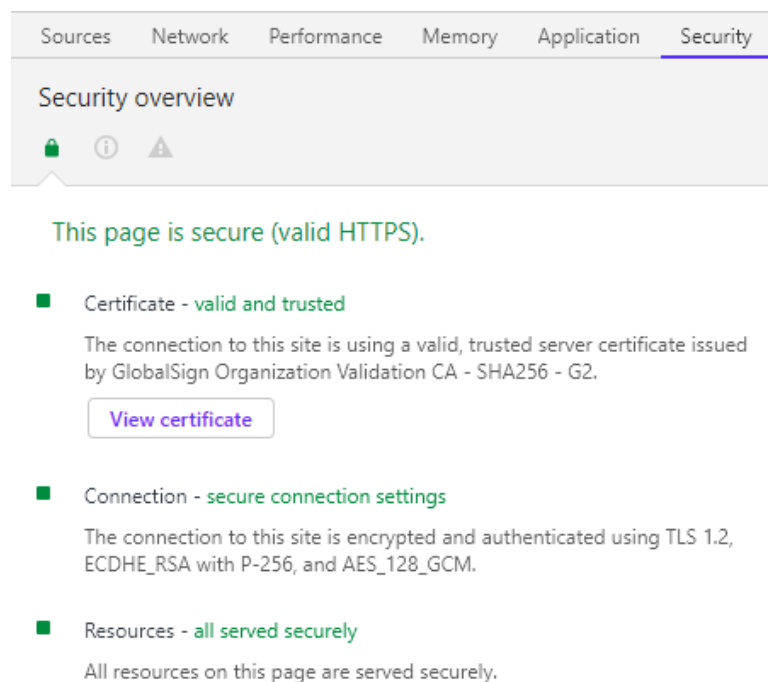 Sources Network Performance Memory Application Security
Security overview
This page is secure (valid HTTPS).
Certificate - valid and trusted
The connection to this site is using a valid, trusted server certificate issued
by GlobalSign Organization Validation CA - SHA256 - G2.
View certificate
Connection - secure connection settings
The connection to this site is encrypted and authenticated using TLS 1.2,
ECDHE_RSA with P-256, and AES_128_GCM.
Resources - all served securely
All resources on this page are served securely.